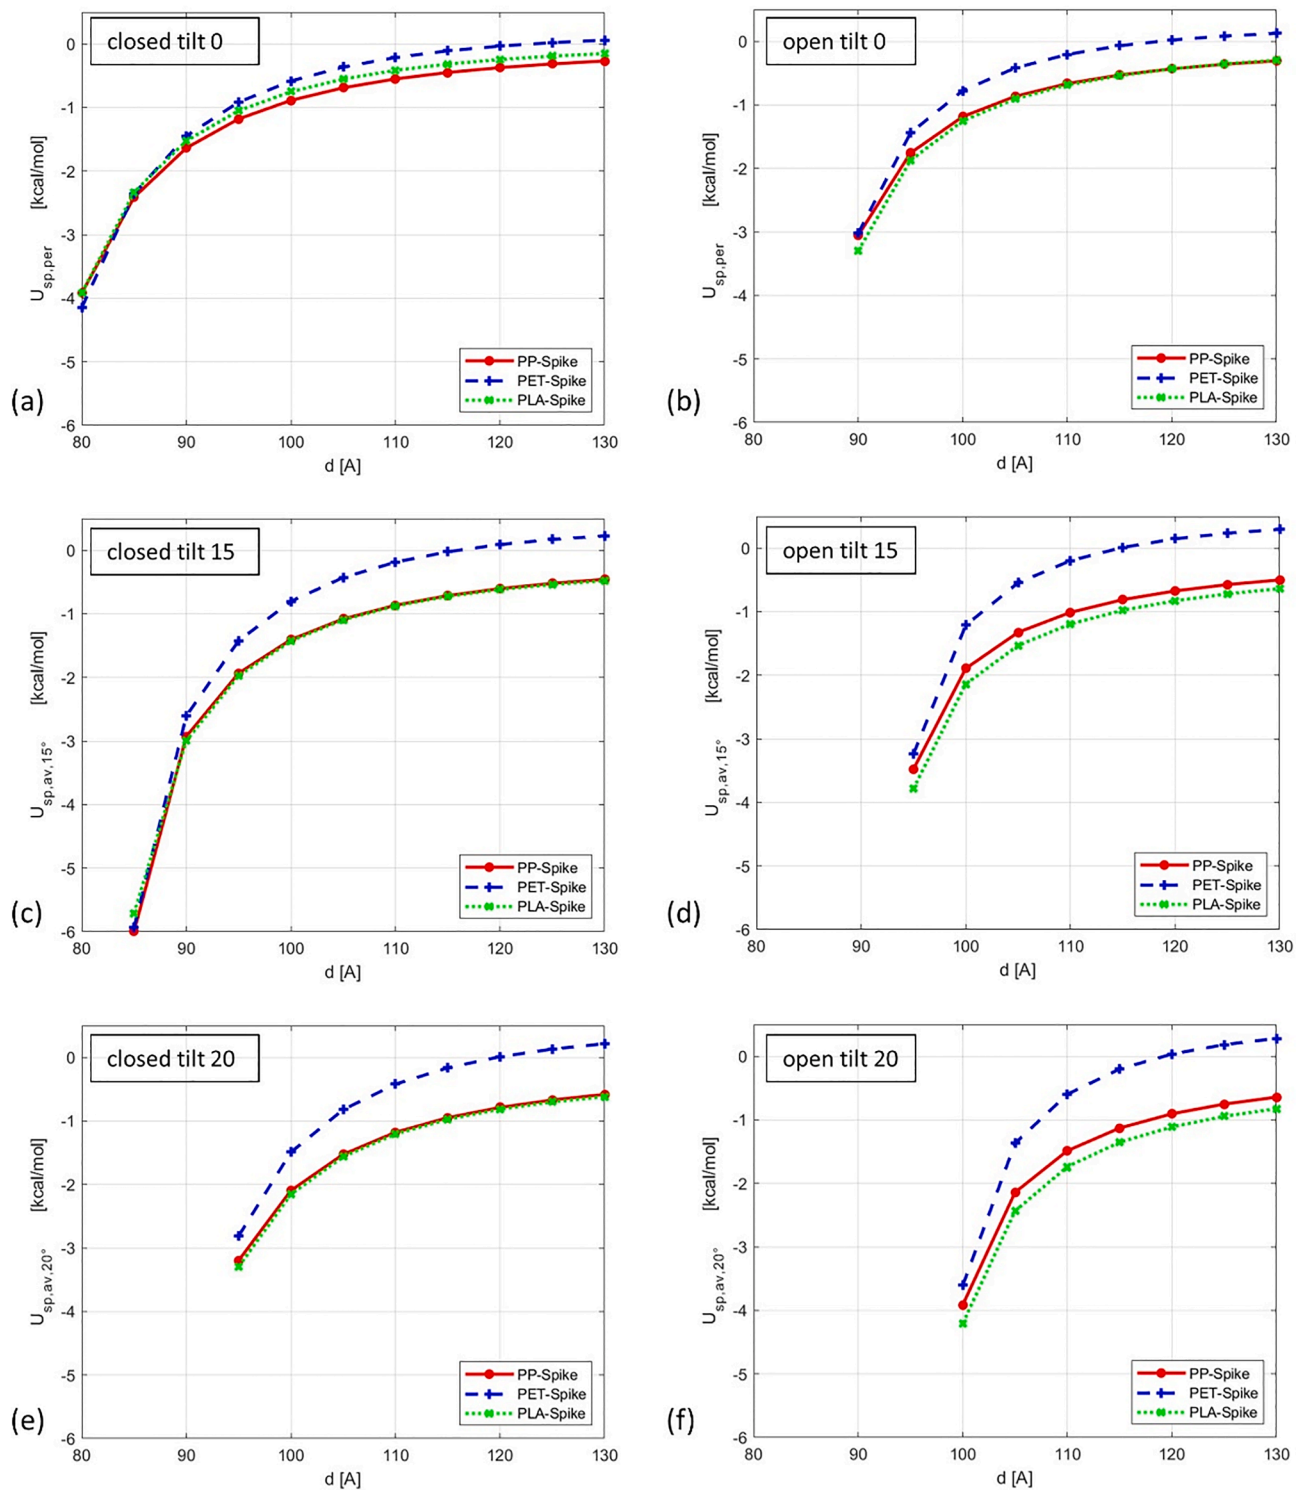 closed tilt 0
0
-1
-2
-3
-4
-5
-6
U sp,per [kcal/mol]
PP-Spike
PET-Spike
PLA-Spike
(a)
80 90 100 110 120 130
d [A]
open tilt 0
0
-1
-2
-3
-4
-5
-6
U sp,per [kcal/mol]
PP-Spike
PET-Spike
PLA-Spike
(b)
80 90 100 110 120 130
d [A]
closed tilt 15
0
-1
-2
-3
-4
-5
-6
U sp,av,15° [kcal/mol]
PP-Spike
PET-Spike
PLA-Spike
(c)
80 90 100 110 120 130
d [A]
open tilt 15
0
-1
-2
-3
-4
-5
-6
U sp,av,15° [kcal/mol]
PP-Spike
PET-Spike
PLA-Spike
(d)
80 90 100 110 120 130
d [A]
closed tilt 20
0
-1
-2
-3
-4
-5
-6
U sp,av,20° [kcal/mol]
PP-Spike
PET-Spike
PLA-Spike
(e)
80 90 100 110 120 130
d [A]
open tilt 20
0
-1
-2
-3
-4
-5
-6
U sp,av,20° [kcal/mol]
PP-Spike
PET-Spike
PLA-Spike
(f)
80 90 100 110 120 130
d [A]